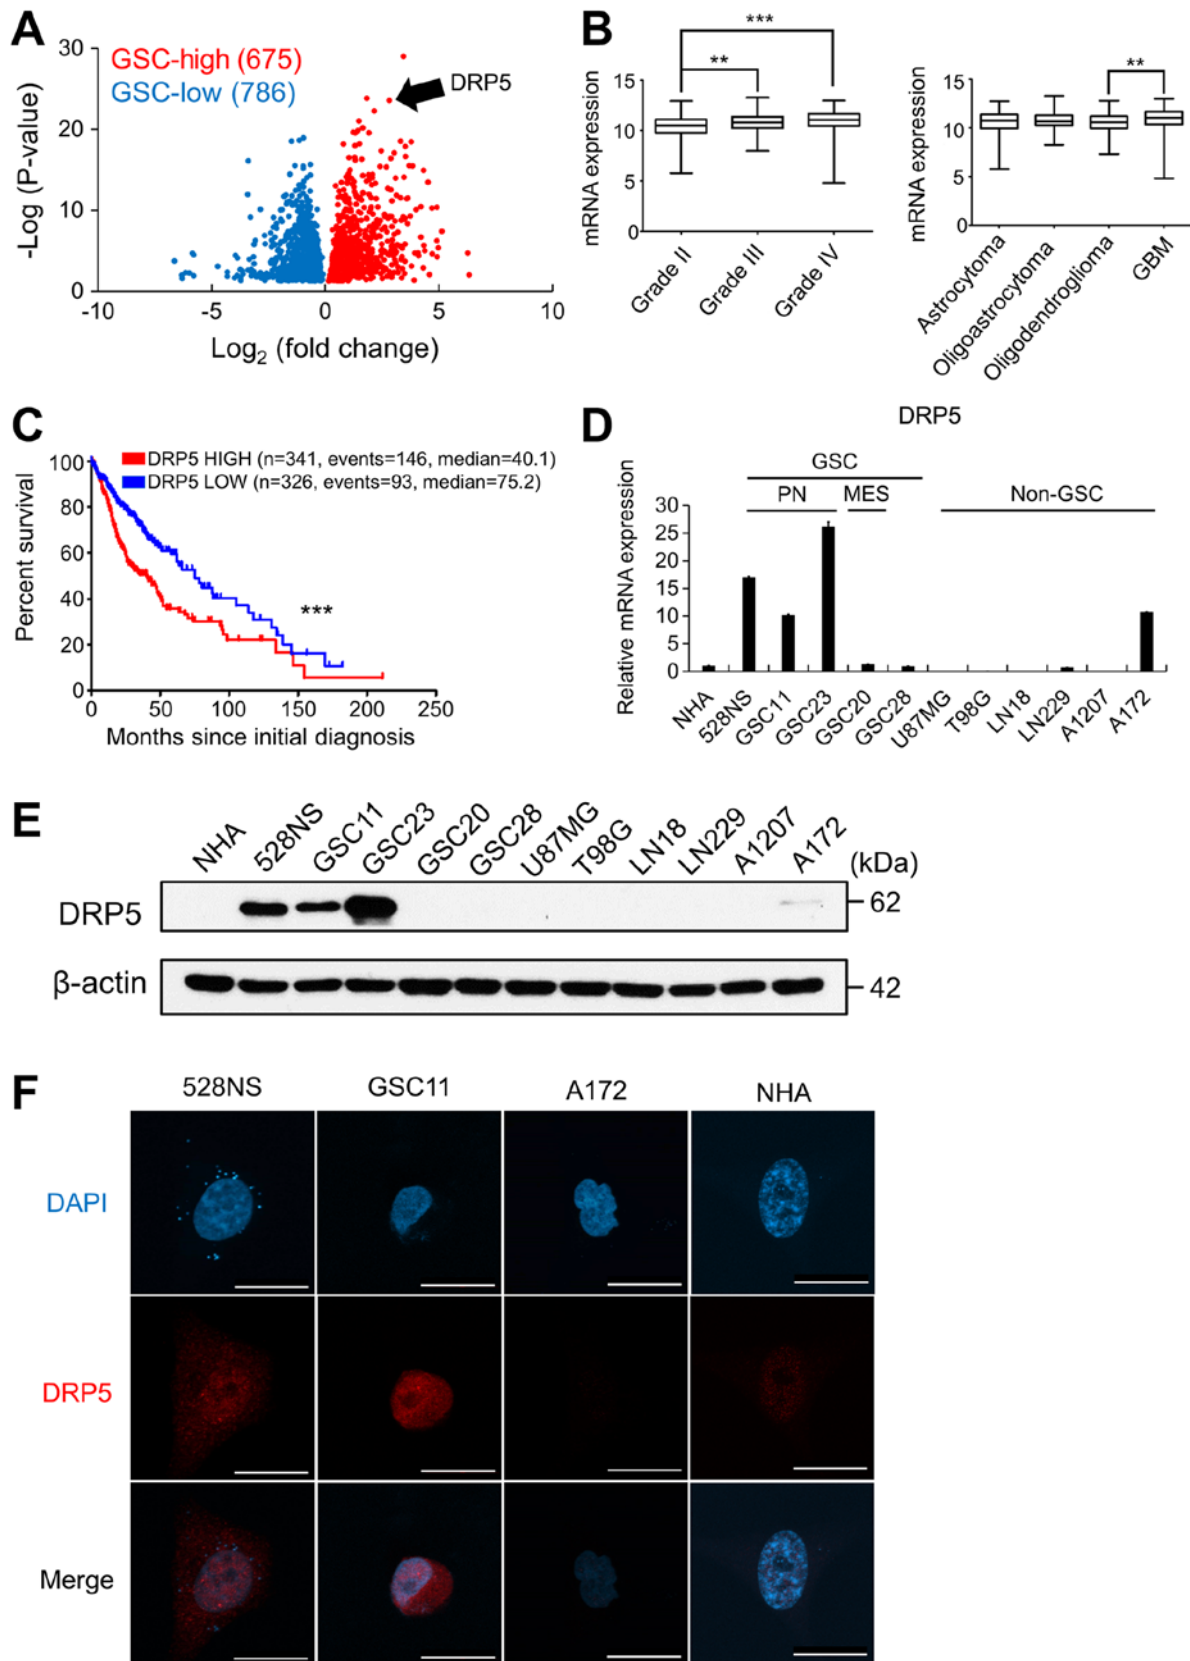 A
30
GSC-high (675)
GSC-low (786)
DRP5
20
10
0
-Log (P-value)
-10
-5
0
5
10
Log2 (fold change)
B
***
**
15
10
5
0
mRNA expression
Grade II
Grade III
Grade IV
**
15
10
5
0
mRNA expression
Astrocytoma
Oligoastrocytoma
Oligodendroglioma
GBM
C
100
80
60
40
20
0
Percent survival
DRP5 HIGH (n=341, events=146, median=40.1)
DRP5 LOW (n=326, events=93, median=75.2)
***
0
50
100
150
200
250
Months since initial diagnosis
D
DRP5
GSC
PN
MES
Non-GSC
30
25
20
15
10
5
0
Relative mRNA expression
NHA
528NS
GSC11
GSC23
GSC20
GSC28
U87MG
T98G
LN18
LN229
A1207
A172
E
NHA
528NS
GSC11
GSC23
GSC20
GSC28
U87MG
T98G
LN18
LN229
A1207
A172
(kDa)
DRP5
62
β-actin
42
F
528NS
GSC11
A172
NHA
DAPI
DRP5
Merge